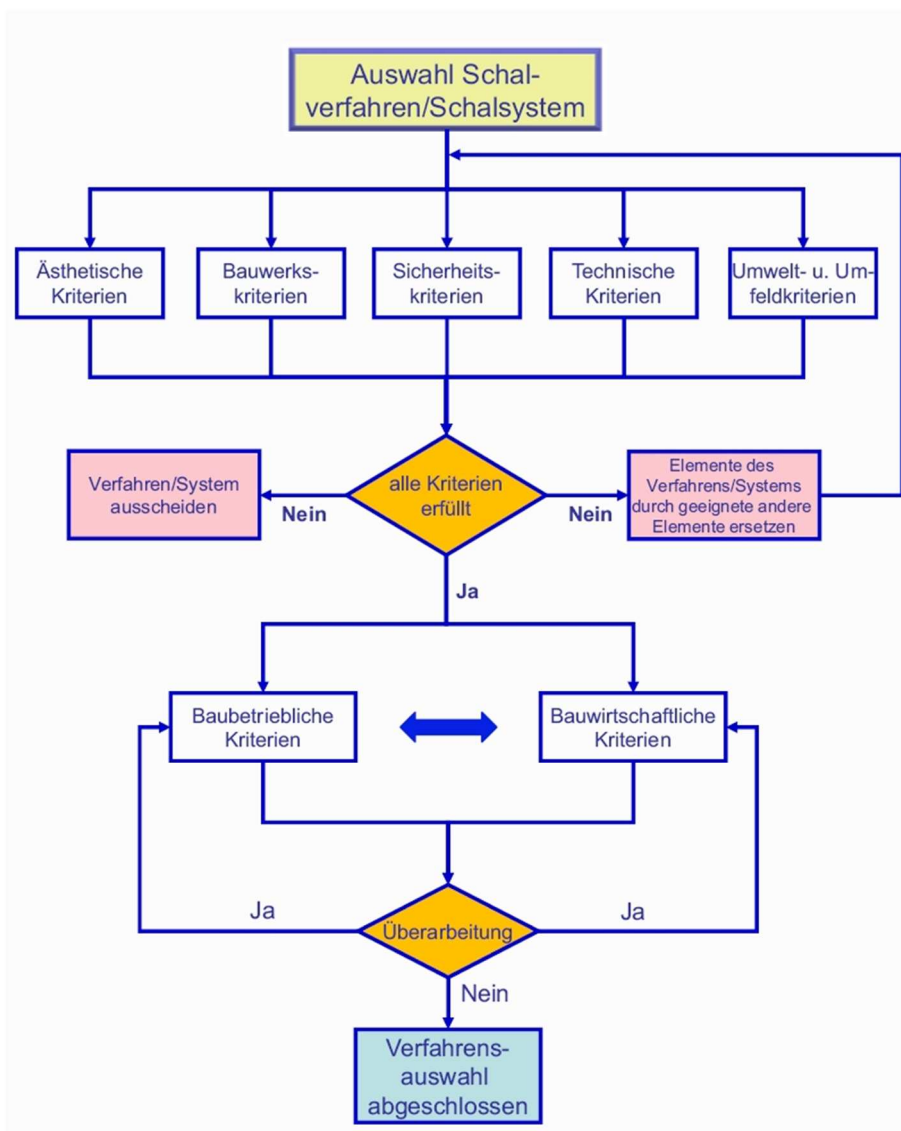 Auswahl Schal-
verfahren/Schalsystem
Ästhetische
Kriterien
Bauwerks-
kriterien
Sicherheits-
kriterien
Technische
Kriterien
Umwelt- u. Um-
feldkriterien
Verfahren/System
ausscheiden
Nein
alle Kriterien
erfüllt
Nein
Elemente des
Verfahrens/Systems
durch geeignete andere
Elemente ersetzen
Ja
Baubetriebliche
Kriterien
Bauwirtschaftliche
Kriterien
Ja
Überarbeitung
Ja
Nein
Verfahrens-
auswahl
abgeschlossen